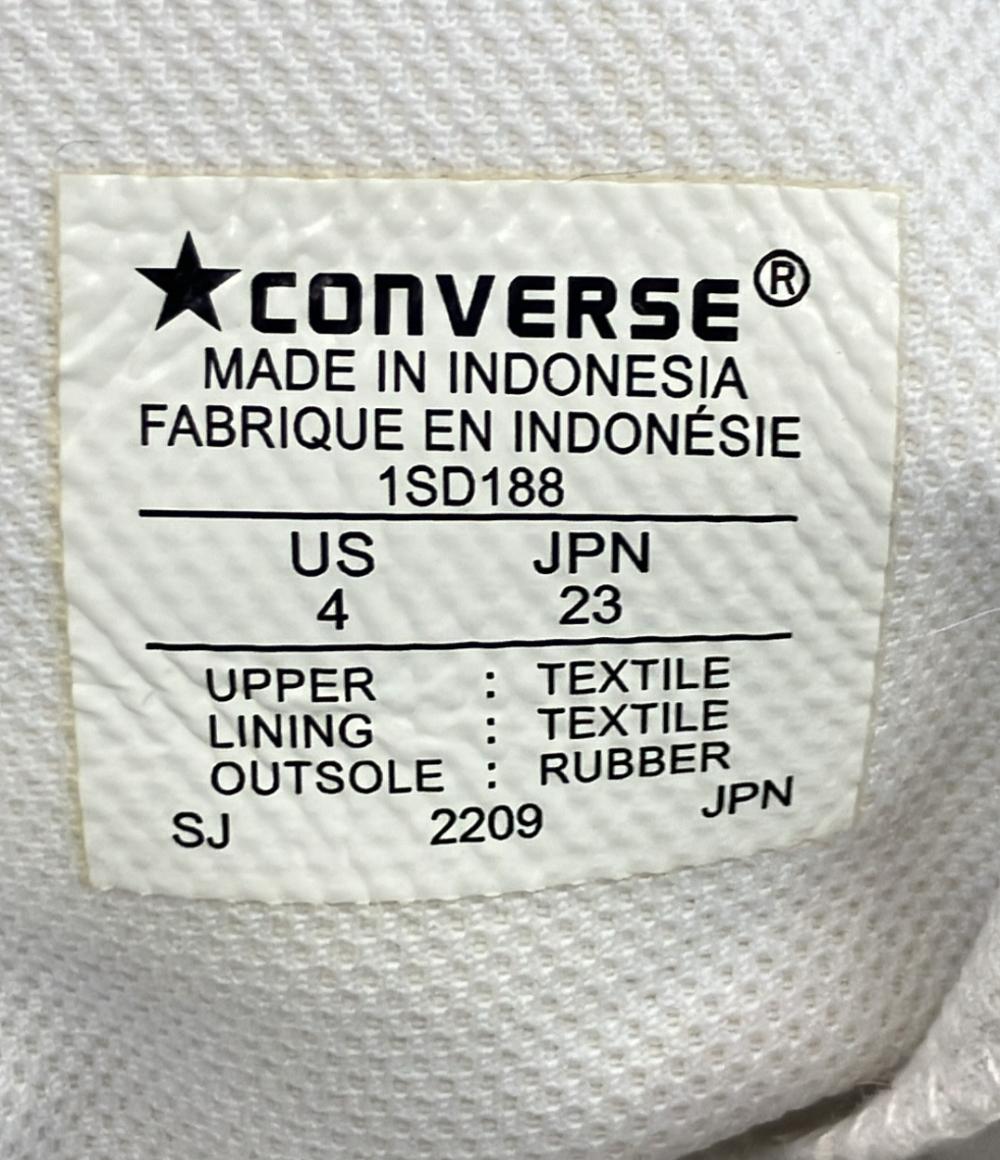 ★CONVERSE®
MADE IN INDONESIA
FABRIQUE EN INDONÉSIE
1SD188
US JPN
4 23
UPPER : TEXTILE
LINING : TEXTILE
OUTSOLE : RUBBER
SJ 2209 JPN